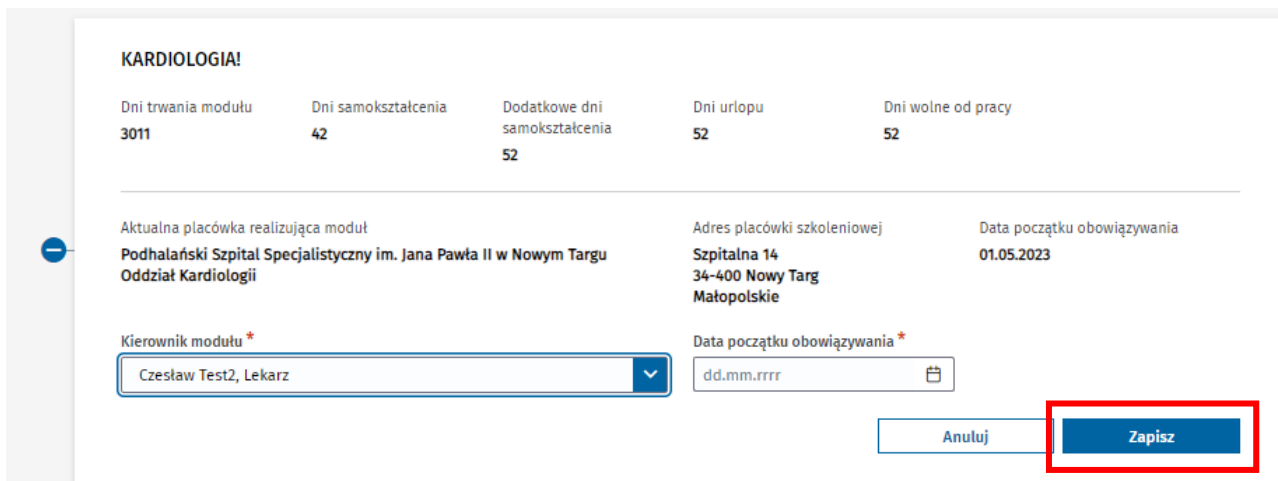 KARDIOLOGIA!
Dni trwania modułu
3011
Dni samokształcenia
42
Dodatkowe dni
samokształcenia
52
Dni urlopu
52
Dni wolne od pracy
52
Aktualna placówka realizująca moduł
Podhalański Szpital Specjalistyczny im. Jana Pawła II w Nowym Targu
Oddział Kardiologii
Adres placówki szkoleniowej
Szpitalna 14
34-400 Nowy Targ
Małopolskie
Data początku obowiązywania
01.05.2023
Kierownik modułu *
Czesław Test2, Lekarz
Data początku obowiązywania *
dd.mm.rrrr
Anuluj
Zapisz